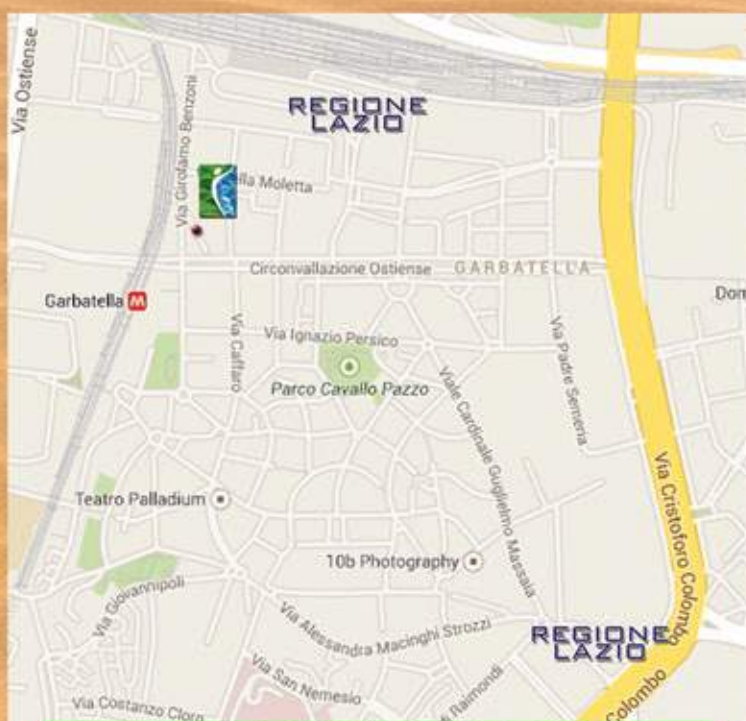 Via Ostiense
Via Girolamo Benzoni
REGIONE
LAZIO
lla Moletta
Circonvallazione Ostiense
GARBATELLA
Garbatella M
Dom
Via Ignazio Persico
Via Caffaro
Via Padre Semeria
Parco Cavallo Pazzo
Viale Cardinale Guglielmo Massaia
Via Cristoforo Colombo
Teatro Palladium
10b Photography
Via Giovannipoli
Via Alessandra Macinghi Strozzi
REGIONE
LAZIO
Via San Nemesio
di Raimondi
Colombo
Via Costanzo Cloro